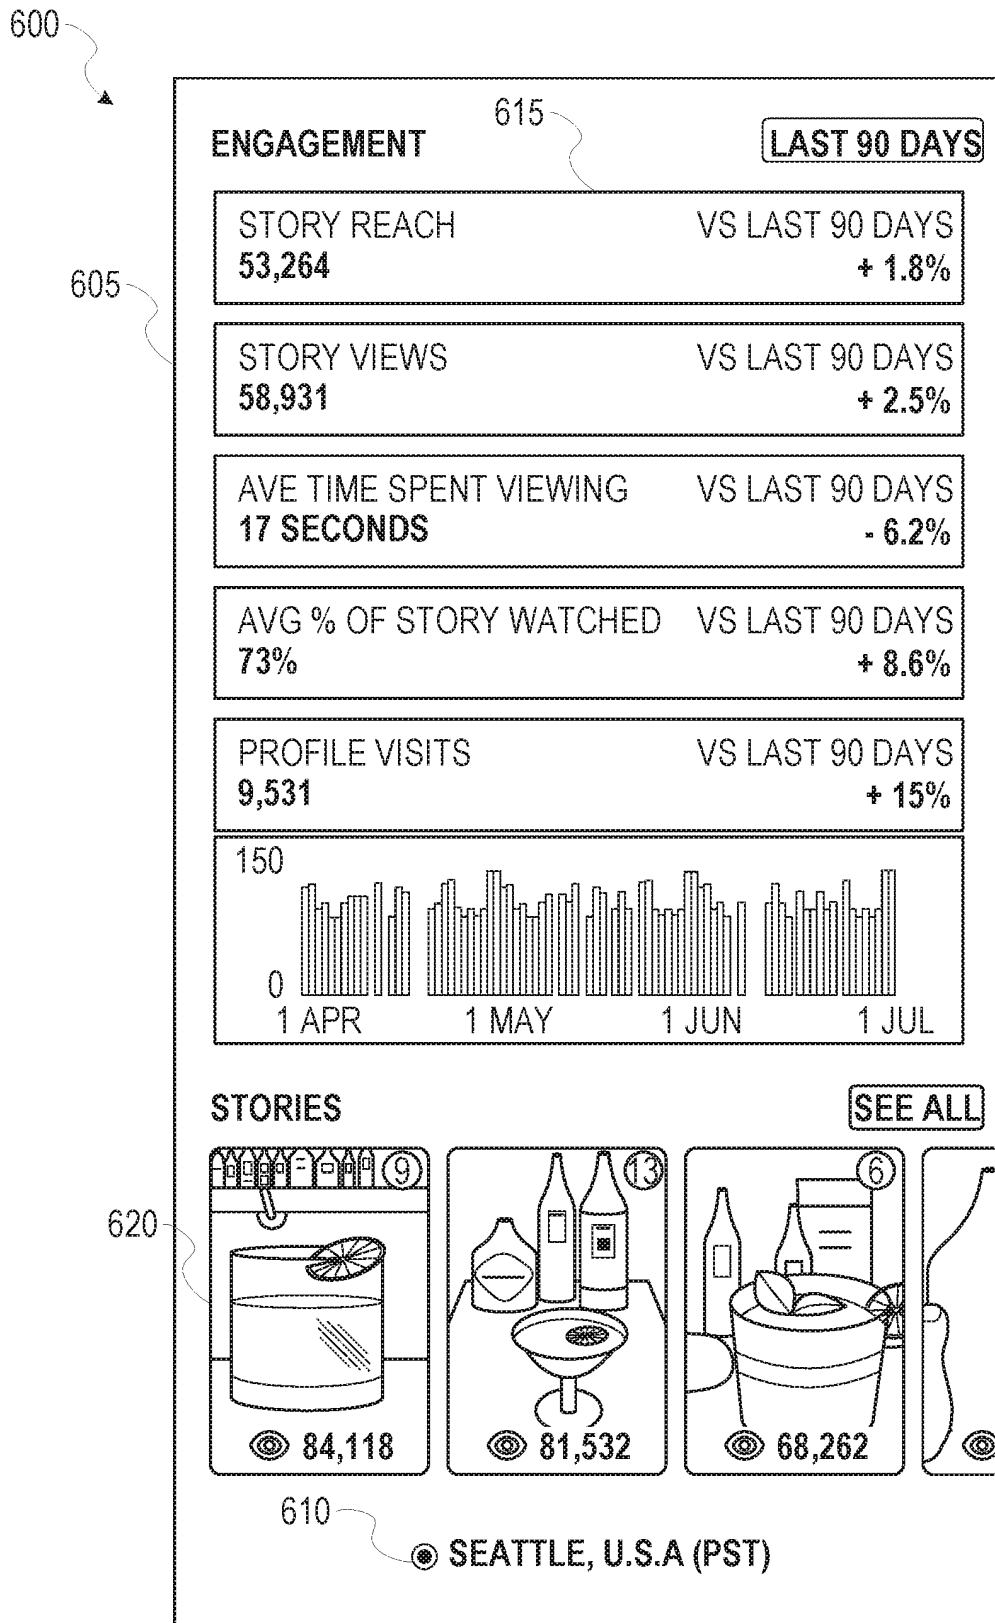 600
615
ENGAGEMENT LAST 90 DAYS
STORY REACH VS LAST 90 DAYS
53,264 + 1.8%
605
STORY VIEWS VS LAST 90 DAYS
58,931 + 2.5%
AVE TIME SPENT VIEWING VS LAST 90 DAYS
17 SECONDS - 6.2%
AVG % OF STORY WATCHED VS LAST 90 DAYS
73% + 8.6%
PROFILE VISITS VS LAST 90 DAYS
9,531 + 15%
150
0
1 APR 1 MAY 1 JUN 1 JUL
STORIES SEE ALL
9 13 6
620
84,118 81,532 68,262
610
SEATTLE, U.S.A (PST)